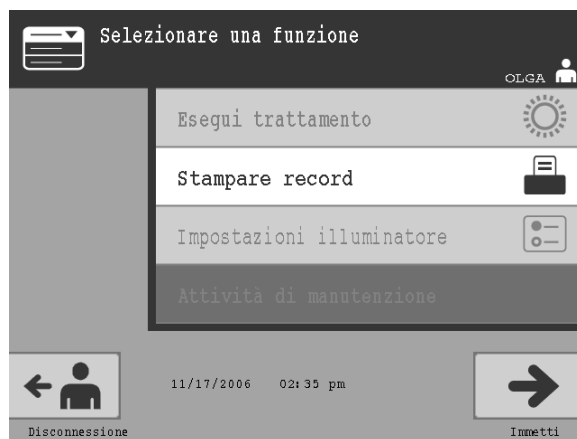 Selezionare una funzione
OLGA
Esegui trattamento
Stampare record
Impostazioni illuminatore
Attività di manutenzione
11/17/2006 02:35 pm
Disconnessione
Immetti